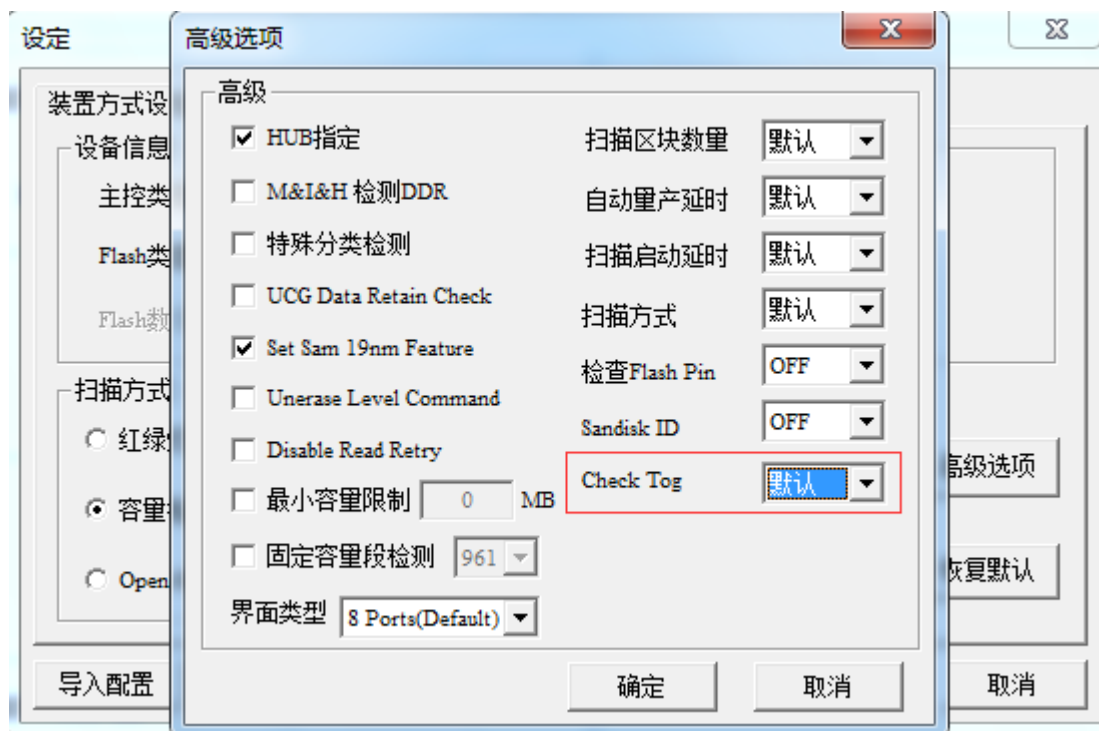 设定
高级选项
装置方式设
设备信息
主控类
Flash类
Flash数
扫描方式
红绿
容量
Open
导入配置
高级
HUB指定
M&I&H 检测DDR
特殊分类检测
UCG Data Retain Check
Set Sam 19nm Feature
Unerase Level Command
Disable Read Retry
最小容量限制 0 MB
固定容量段检测 961
界面类型 8 Ports(Default)
扫描区块数量 默认
自动量产延时 默认
扫描启动延时 默认
扫描方式 默认
检查Flash Pin OFF
Sandisk ID OFF
Check Tog 默认
确定
取消
高级选项
恢复默认
取消